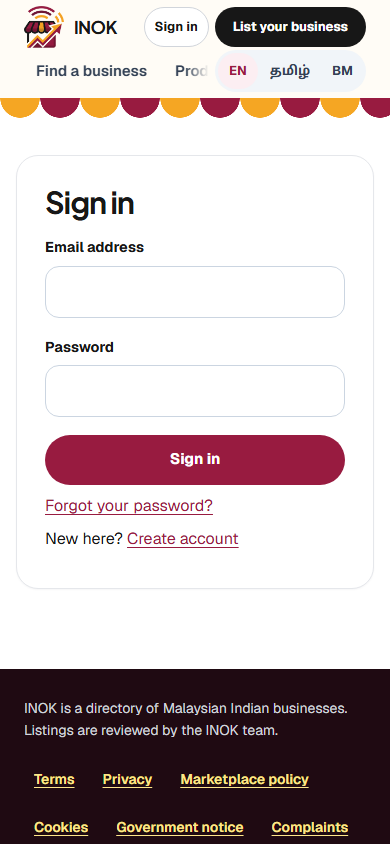 INOK
Sign in
List your business
Find a business
Prod
EN
தமிழ்
BM
Sign in
Email address
Password
Sign in
Forgot your password?
New here? Create account
INOK is a directory of Malaysian Indian businesses.
Listings are reviewed by the INOK team.
Terms Privacy Marketplace policy
Cookies Government notice Complaints